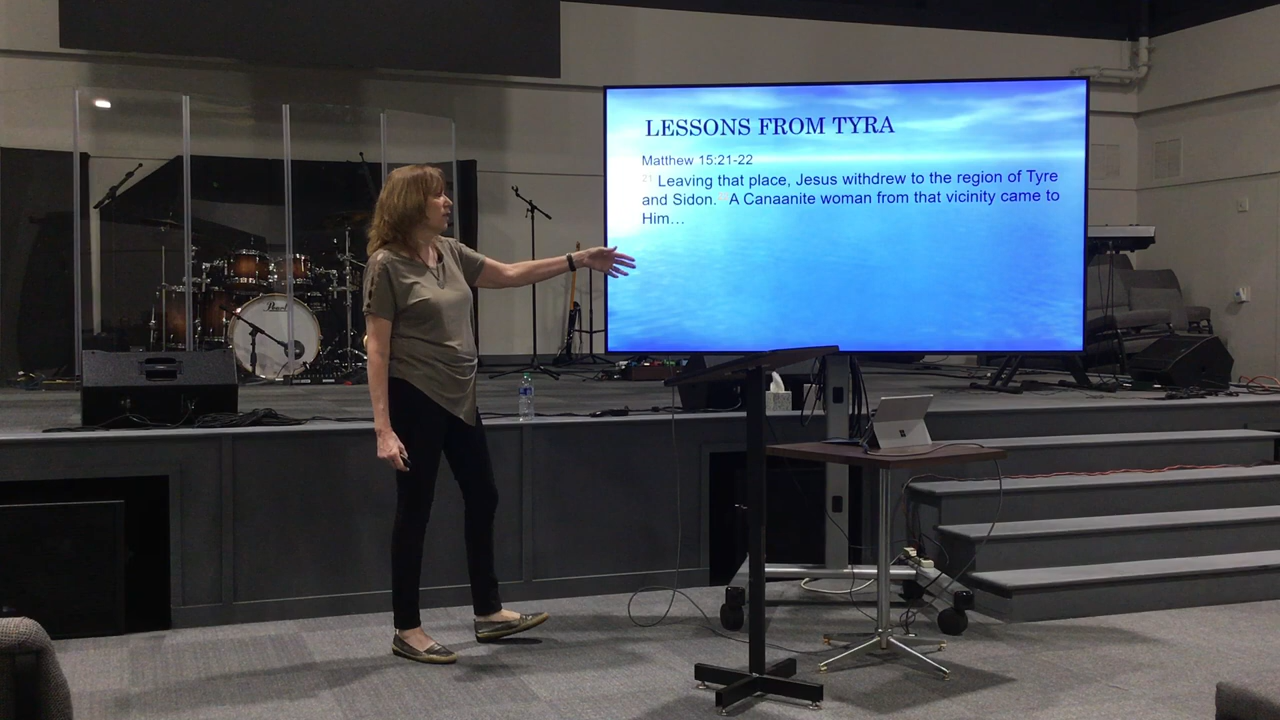 LESSONS FROM TYRA
Matthew 15:21-22
21 Leaving that place, Jesus withdrew to the region of Tyre
and Sidon. A Canaanite woman from that vicinity came to
Him…
Pearl